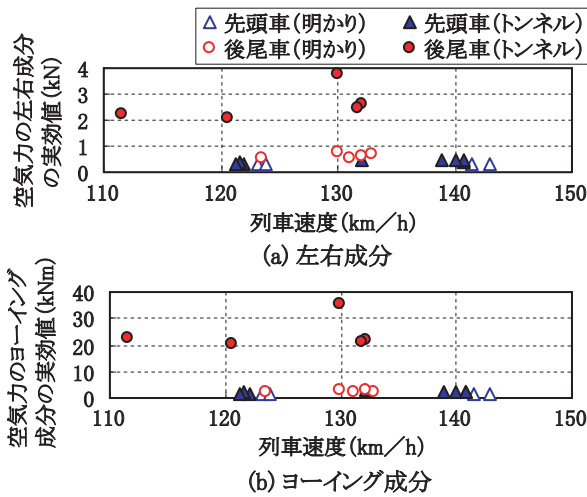 △ 先頭車(明かり) ▲ 先頭車(トンネル)
○ 後尾車(明かり) ● 後尾車(トンネル)
空気力の左右成分
の実効値(kN)
4
3
2
1
0
110 120 130 140 150
列車速度(km/h)
(a) 左右成分
空気力のヨーイング
成分の実効値(kNm)
40
30
20
10
0
110 120 130 140 150
列車速度(km/h)
(b) ヨーイング成分